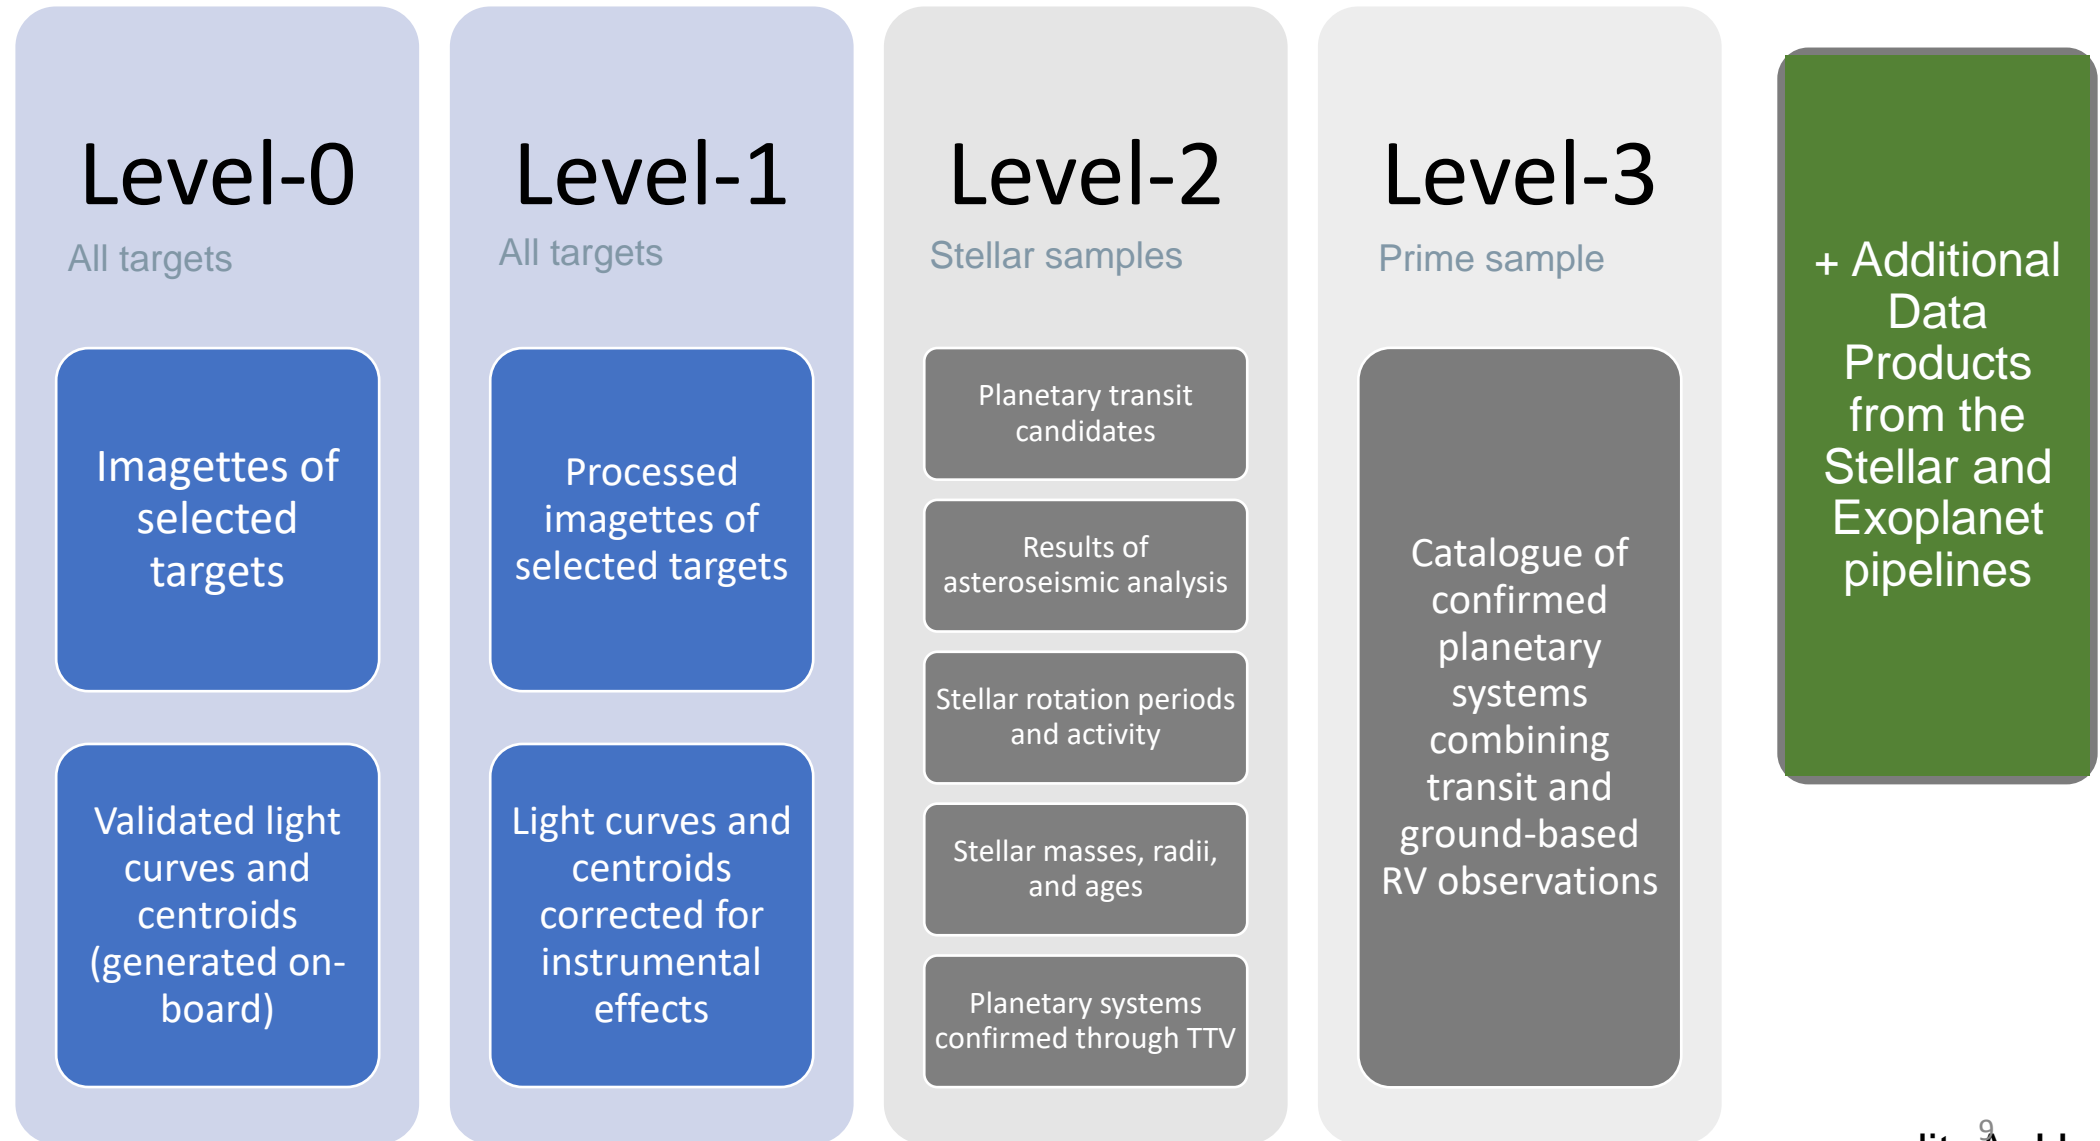 Level-0
All targets
Imagettes of
selected
targets
Validated light
curves and
centroids
(generated on-
board)
Level-1
All targets
Processed
imagettes of
selected targets
Light curves and
centroids
corrected for
instrumental
effects
Level-2
Stellar samples
Planetary transit
candidates
Results of
asteroseismic analysis
Stellar rotation periods
and activity
Stellar masses, radii,
and ages
Planetary systems
confirmed through TTV
Level-3
Prime sample
Catalogue of
confirmed
planetary
systems
combining
transit and
ground-based
RV observations
+ Additional
Data
Products
from the
Stellar and
Exoplanet
pipelines
9